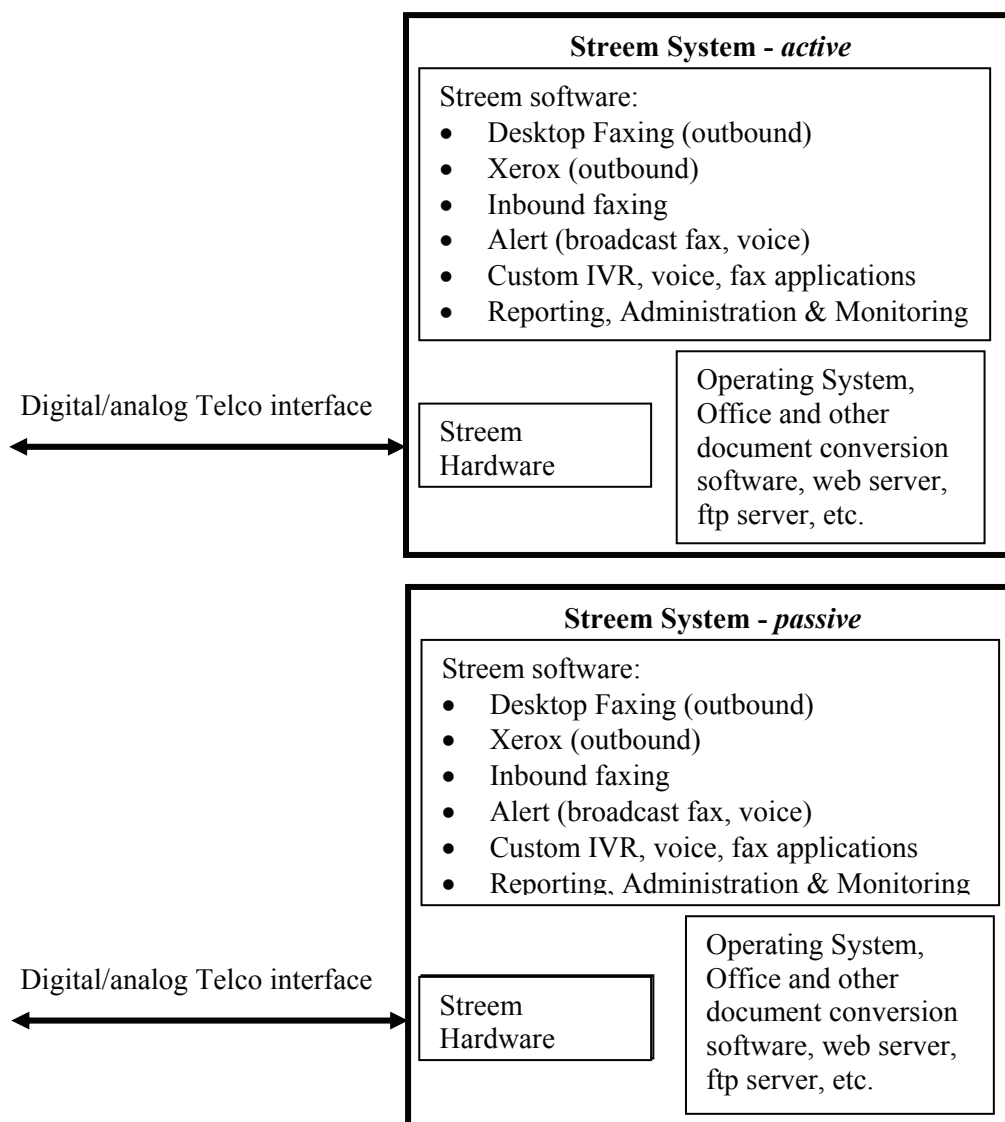 Streem System - active
Streem software:
• Desktop Faxing (outbound)
• Xerox (outbound)
• Inbound faxing
• Alert (broadcast fax, voice)
• Custom IVR, voice, fax applications
• Reporting, Administration & Monitoring
Digital/analog Telco interface
Streem
Hardware
Operating System,
Office and other
document conversion
software, web server,
ftp server, etc.
Streem System - passive
Streem software:
• Desktop Faxing (outbound)
• Xerox (outbound)
• Inbound faxing
• Alert (broadcast fax, voice)
• Custom IVR, voice, fax applications
• Reporting, Administration & Monitoring
Digital/analog Telco interface
Streem
Hardware
Operating System,
Office and other
document conversion
software, web server,
ftp server, etc.